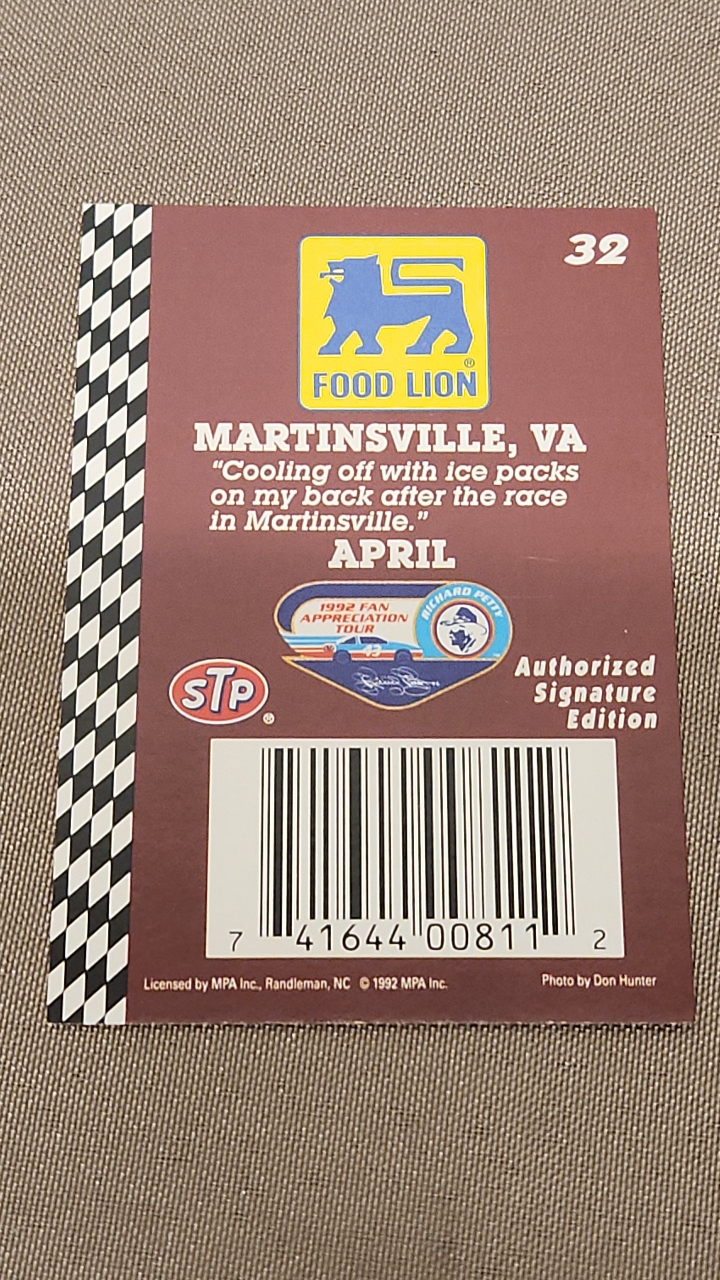 32
FOOD LION®
MARTINSVILLE, VA
"Cooling off with ice packs
on my back after the race
in Martinsville."
APRIL
1992 FAN
APPRECIATION
TOUR
RICHARD PETTY
43
STP®
Authorized
Signature
Edition
7 41644 00811 2
Licensed by MPA Inc., Randleman, NC © 1992 MPA Inc.
Photo by Don Hunter